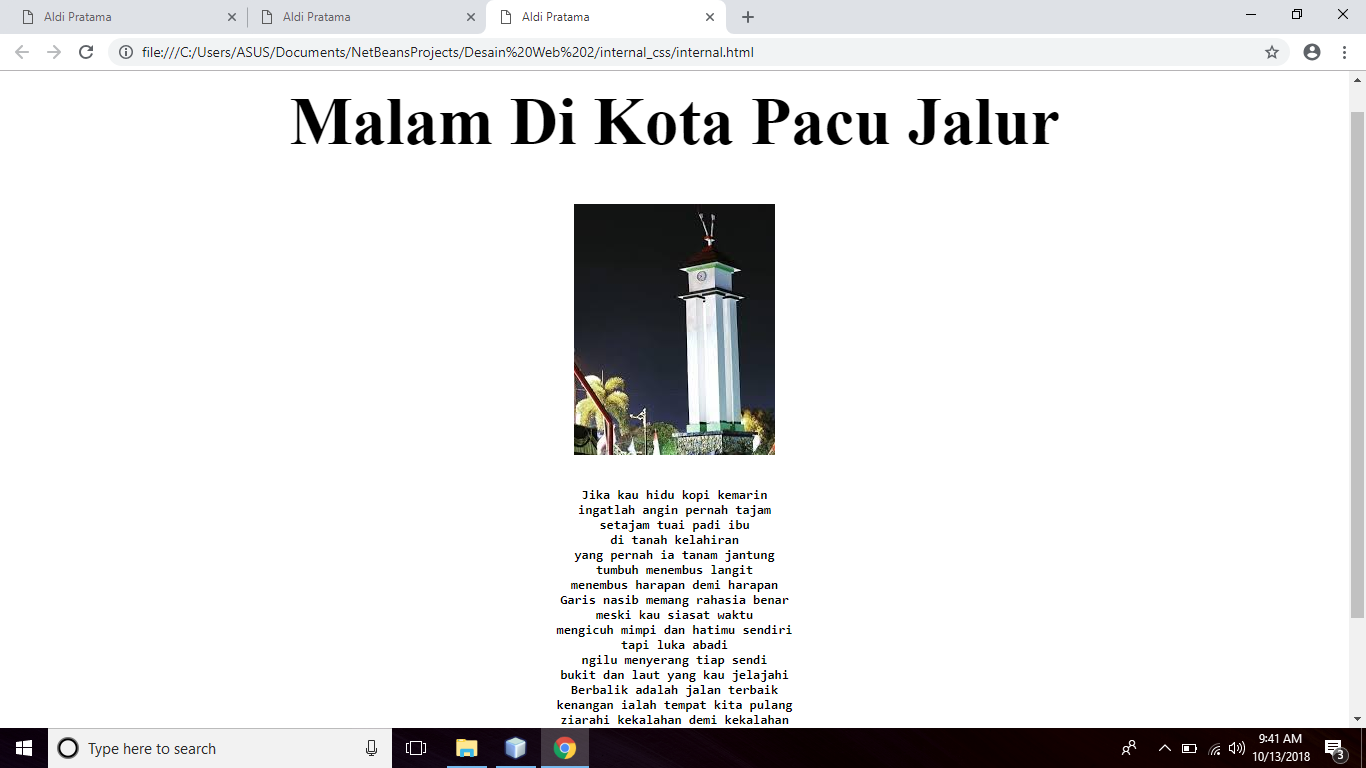 Aldi Pratama
Aldi Pratama
Aldi Pratama
file:///C:/Users/ASUS/Documents/NetBeansProjects/Desain%20Web%202/internal_css/internal.html
Malam Di Kota Pacu Jalur
Jika kau hidu kopi kemarin
ingatlah angin pernah tajam
setajam tuai padi ibu
di tanah kelahiran
yang pernah ia tanam jantung
tumbuh menembus langit
menembus harapan demi harapan
Garis nasib memang rahasia benar
meski kau siasat waktu
mengicuh mimpi dan hatimu sendiri
tapi luka abadi
ngilu menyerang tiap sendi
bukit dan laut yang kau jelajahi
Berbalik adalah jalan terbaik
kenangan ialah tempat kita pulang
ziarahi kekalahan demi kekalahan
Type here to search
9:41 AM
10/13/2018
3